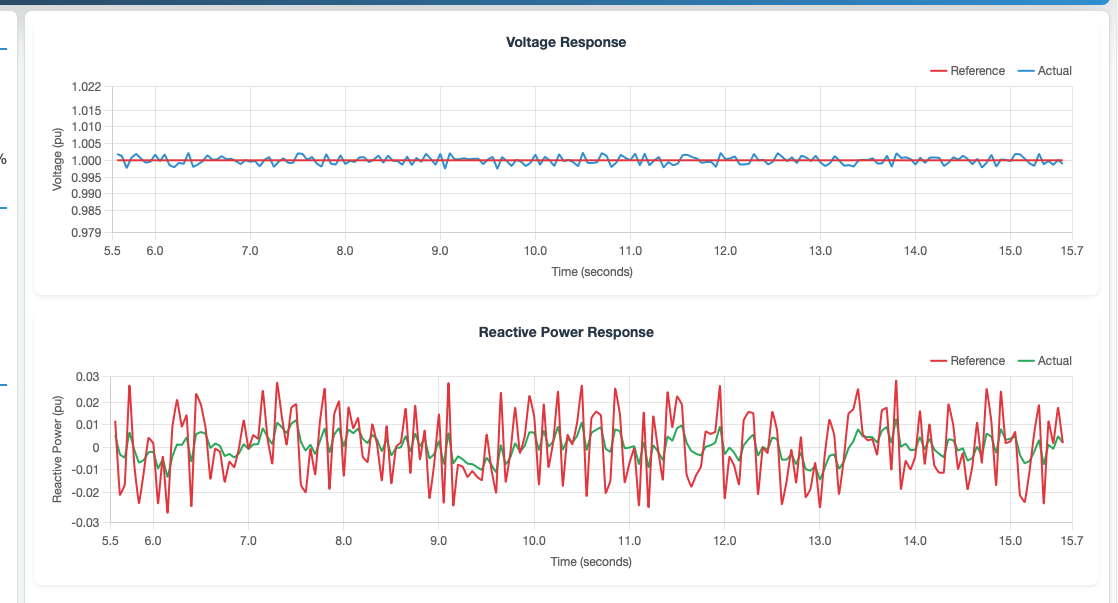 %
Voltage Response
Reference Actual
1.022
1.015
1.010
1.005
1.000
0.995
0.990
0.985
0.979
Voltage (pu)
5.5 6.0 7.0 8.0 9.0 10.0 11.0 12.0 13.0 14.0 15.0 15.7
Time (seconds)
Reactive Power Response
Reference Actual
0.03
0.02
0.01
0
-0.01
-0.02
-0.03
Reactive Power (pu)
5.5 6.0 7.0 8.0 9.0 10.0 11.0 12.0 13.0 14.0 15.0 15.7
Time (seconds)